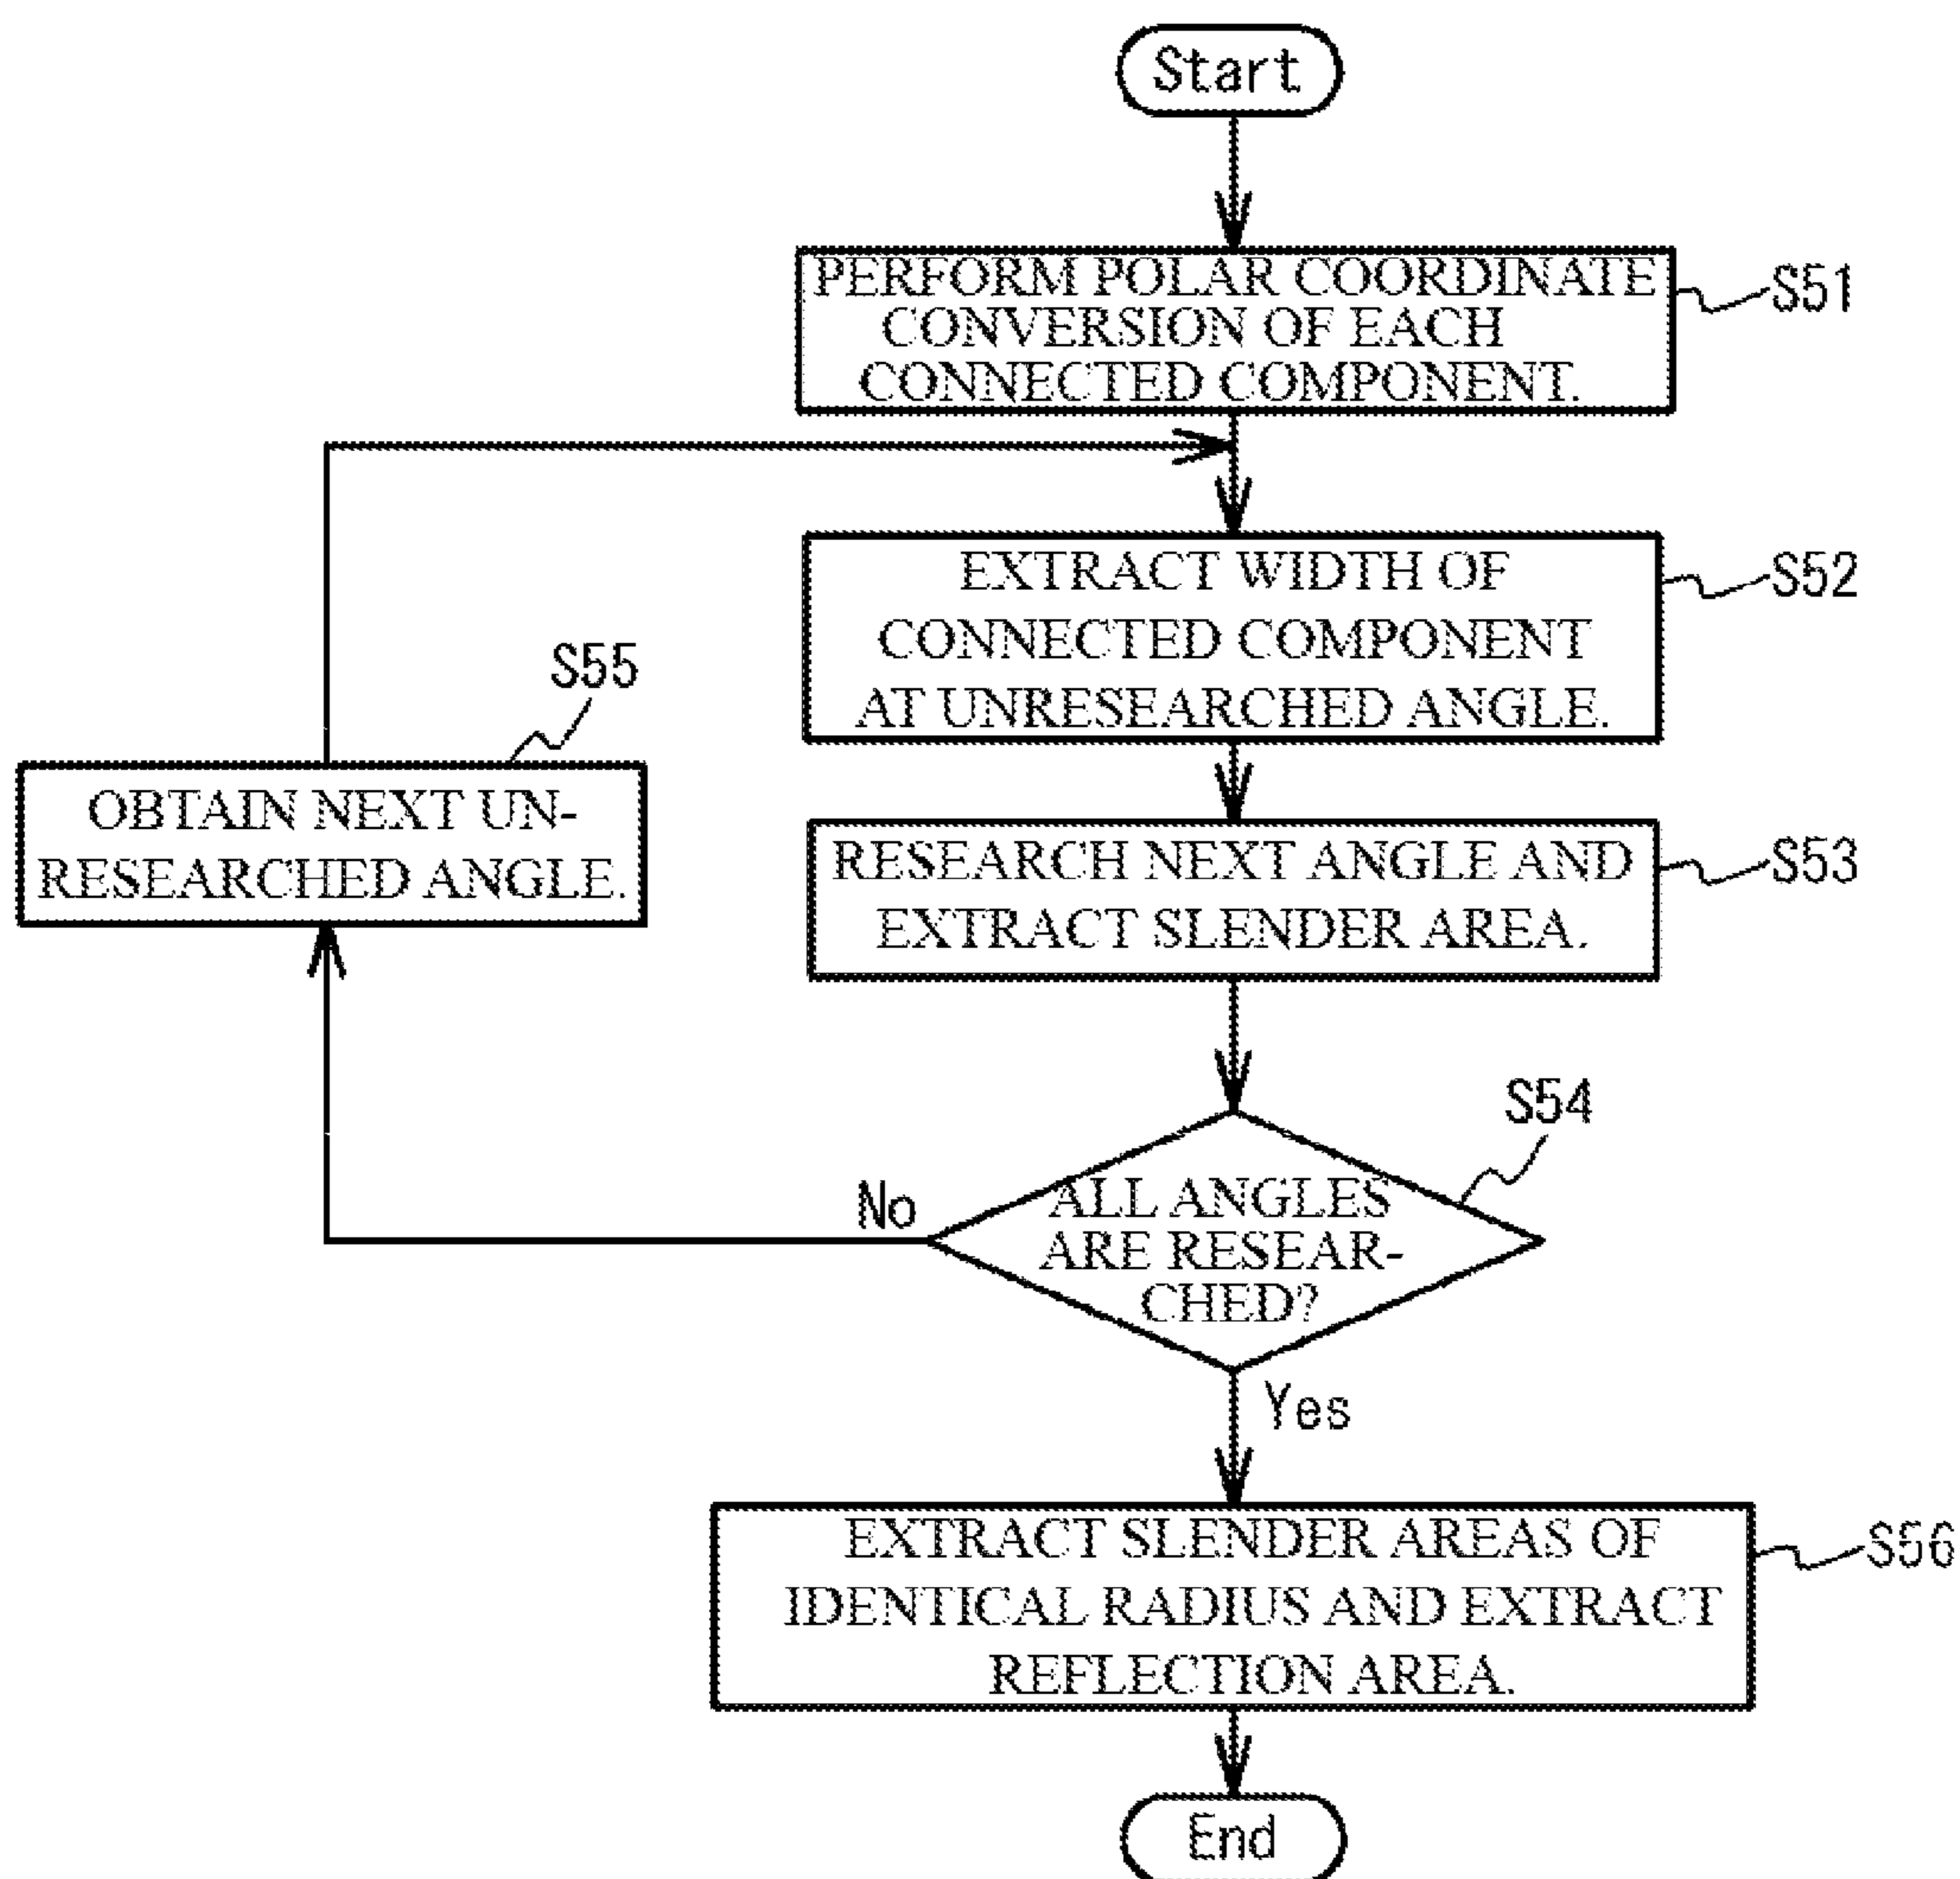 Start
PERFORM POLAR COORDINATE
CONVERSION OF EACH
CONNECTED COMPONENT.
S51
EXTRACT WIDTH OF
CONNECTED COMPONENT
AT UNRESEARCHED ANGLE.
S52
S55
OBTAIN NEXT UN-
RESEARCHED ANGLE.
RESEARCH NEXT ANGLE AND
EXTRACT SLENDER AREA.
S53
S54
No
ALL ANGLES
ARE RESEAR-
CHED?
Yes
EXTRACT SLENDER AREAS OF
IDENTICAL RADIUS AND EXTRACT
REFLECTION AREA.
S56
End